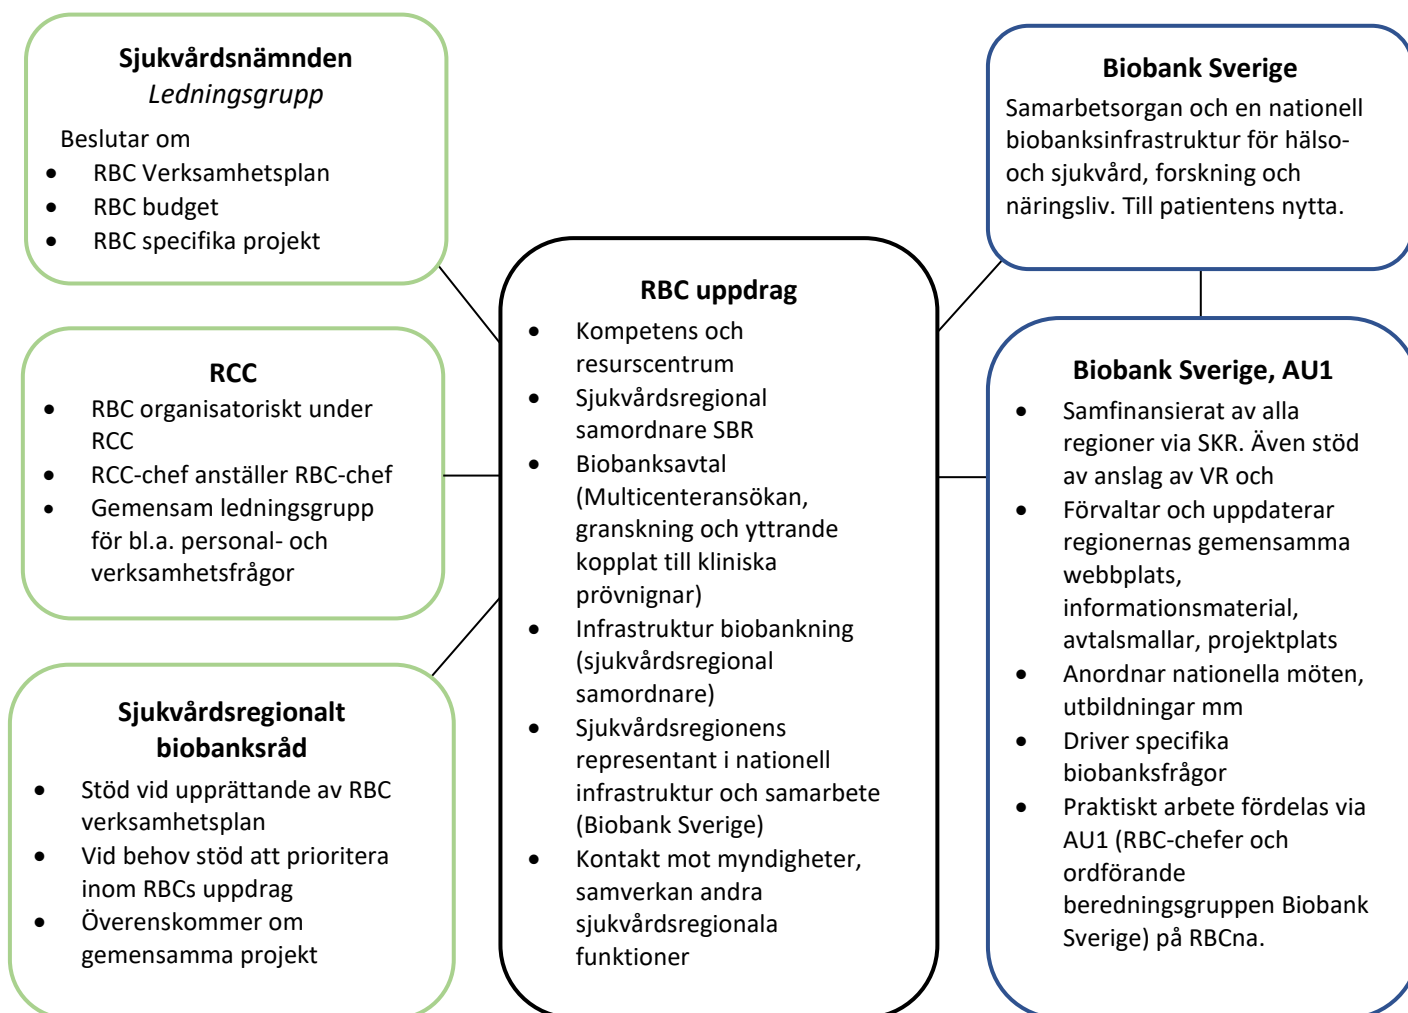 Sjukvårdsnämnden
Ledningsgrupp
Beslutar om
• RBC Verksamhetsplan
• RBC budget
• RBC specifika projekt
RCC
• RBC organisatoriskt under
RCC
• RCC-chef anställer RBC-chef
• Gemensam ledningsgrupp
för bl.a. personal- och
verksamhetsfrågor
Sjukvårdsregionalt
biobanksråd
• Stöd vid upprättande av RBC
verksamhetsplan
• Vid behov stöd att prioritera
inom RBCs uppdrag
• Överenskommer om
gemensamma projekt
RBC uppdrag
• Kompetens och
resurscentrum
• Sjukvårdsregional
samordnare SBR
• Biobanksavtal
(Multicenteransökan,
granskning och yttrande
kopplat till kliniska
prövnignar)
• Infrastruktur biobankning
(sjukvårdsregional
samordnare)
• Sjukvårdsregionens
representant i nationell
infrastruktur och samarbete
(Biobank Sverige)
• Kontakt mot myndigheter,
samverkan andra
sjukvårdsregionala
funktioner
Biobank Sverige
Samarbetsorgan och en nationell
biobanksinfrastruktur för hälso-
och sjukvård, forskning och
näringsliv. Till patientens nytta.
Biobank Sverige, AU1
• Samfinansierat av alla
regioner via SKR. Även stöd
av anslag av VR och
• Förvaltar och uppdaterar
regionernas gemensamma
webbplats,
informationsmaterial,
avtalsmallar, projektplats
• Anordnar nationella möten,
utbildningar mm
• Driver specifika
biobanksfrågor
• Praktiskt arbete fördelas via
AU1 (RBC-chefer och
ordförande
beredningsgruppen Biobank
Sverige) på RBCna.